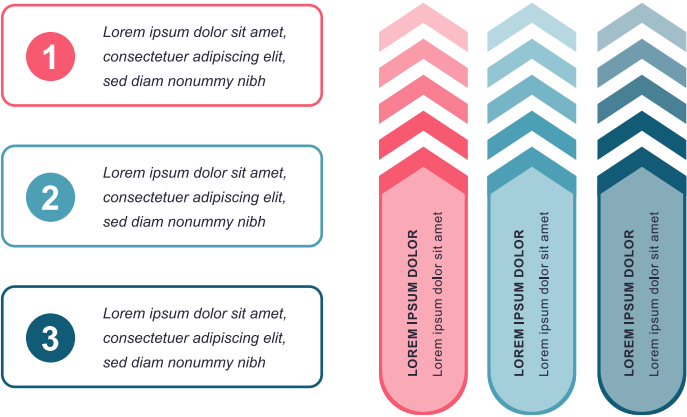 1
Lorem ipsum dolor sit amet,
consectetuer adipiscing elit,
sed diam nonummy nibh
2
Lorem ipsum dolor sit amet,
consectetuer adipiscing elit,
sed diam nonummy nibh
3
Lorem ipsum dolor sit amet,
consectetuer adipiscing elit,
sed diam nonummy nibh
LOREM IPSUM DOLOR
Lorem ipsum dolor sit amet
LOREM IPSUM DOLOR
Lorem ipsum dolor sit amet
LOREM IPSUM DOLOR
Lorem ipsum dolor sit amet